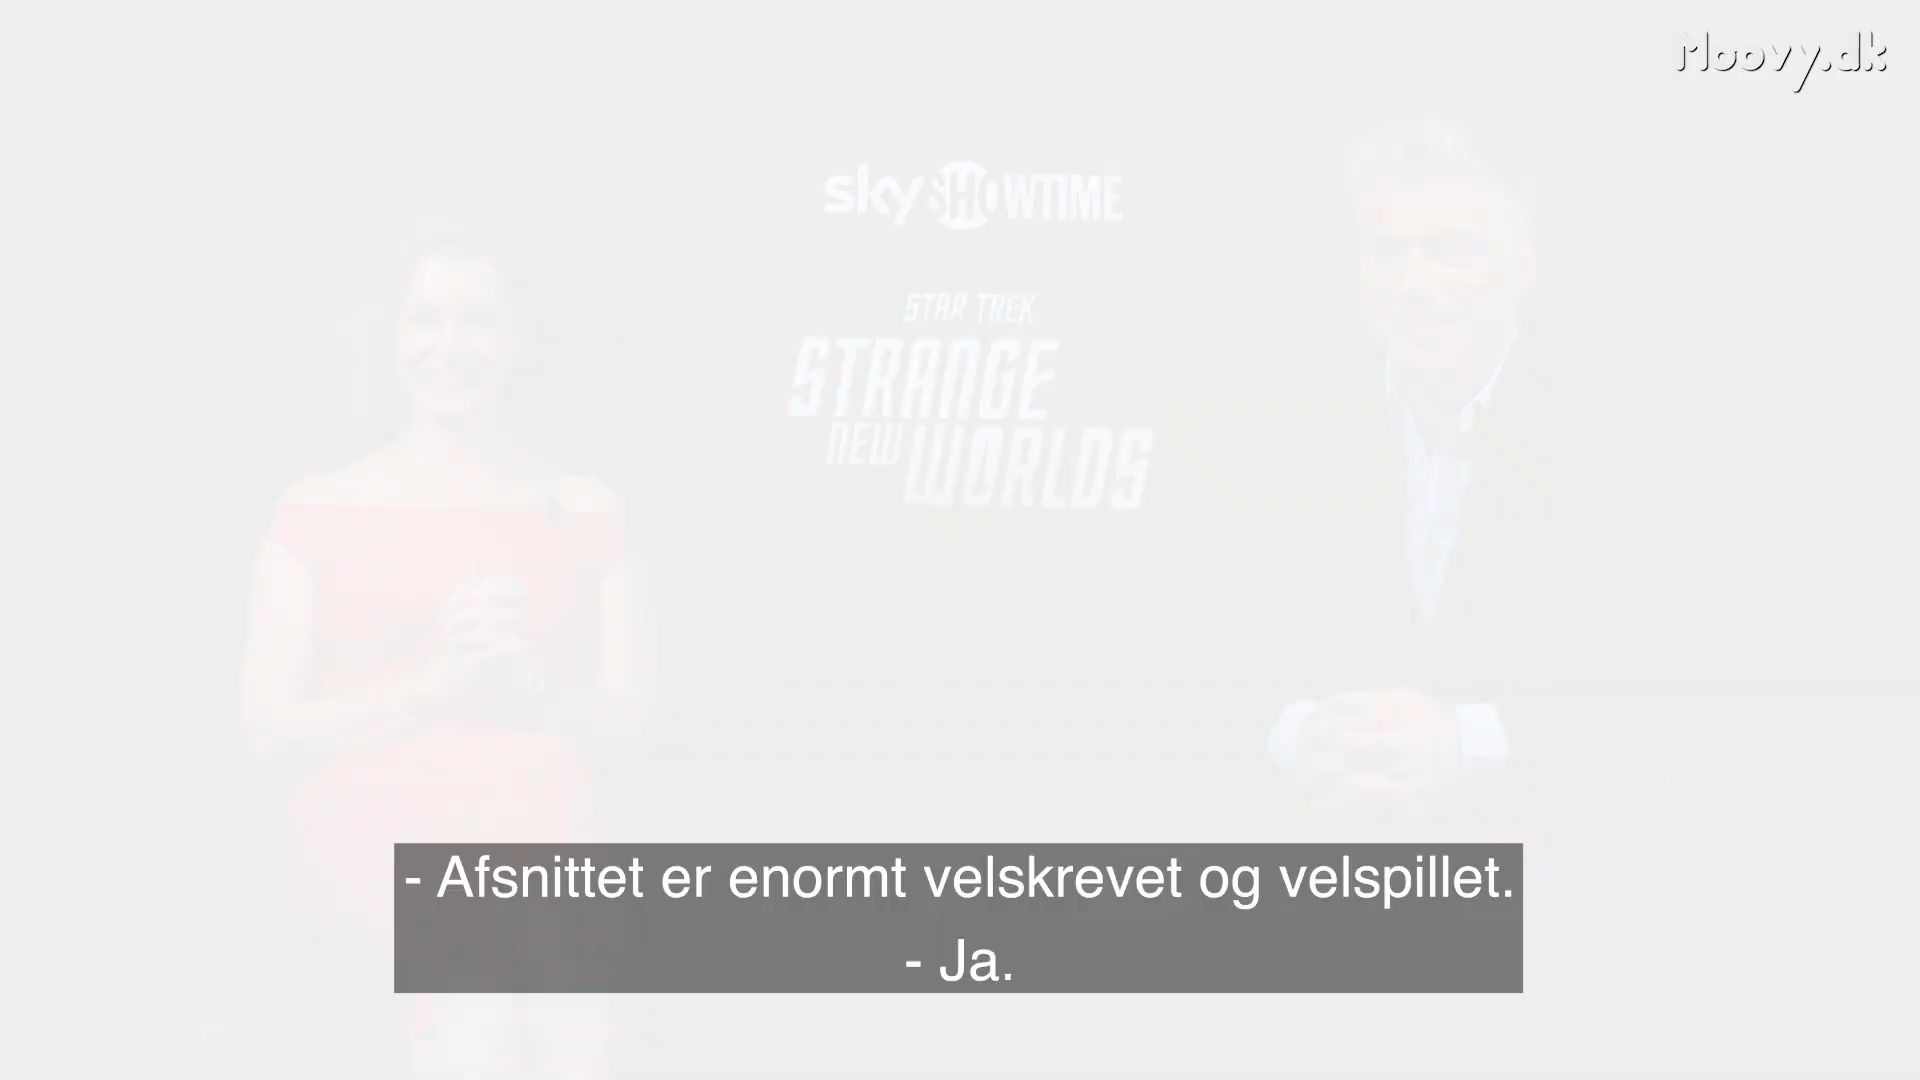 Moovy.dk
sky SHOWTIME
STAR TREK
STRANGE
NEW WORLDS
- Afsnittet er enormt velskrevet og velspillet.
- Ja.